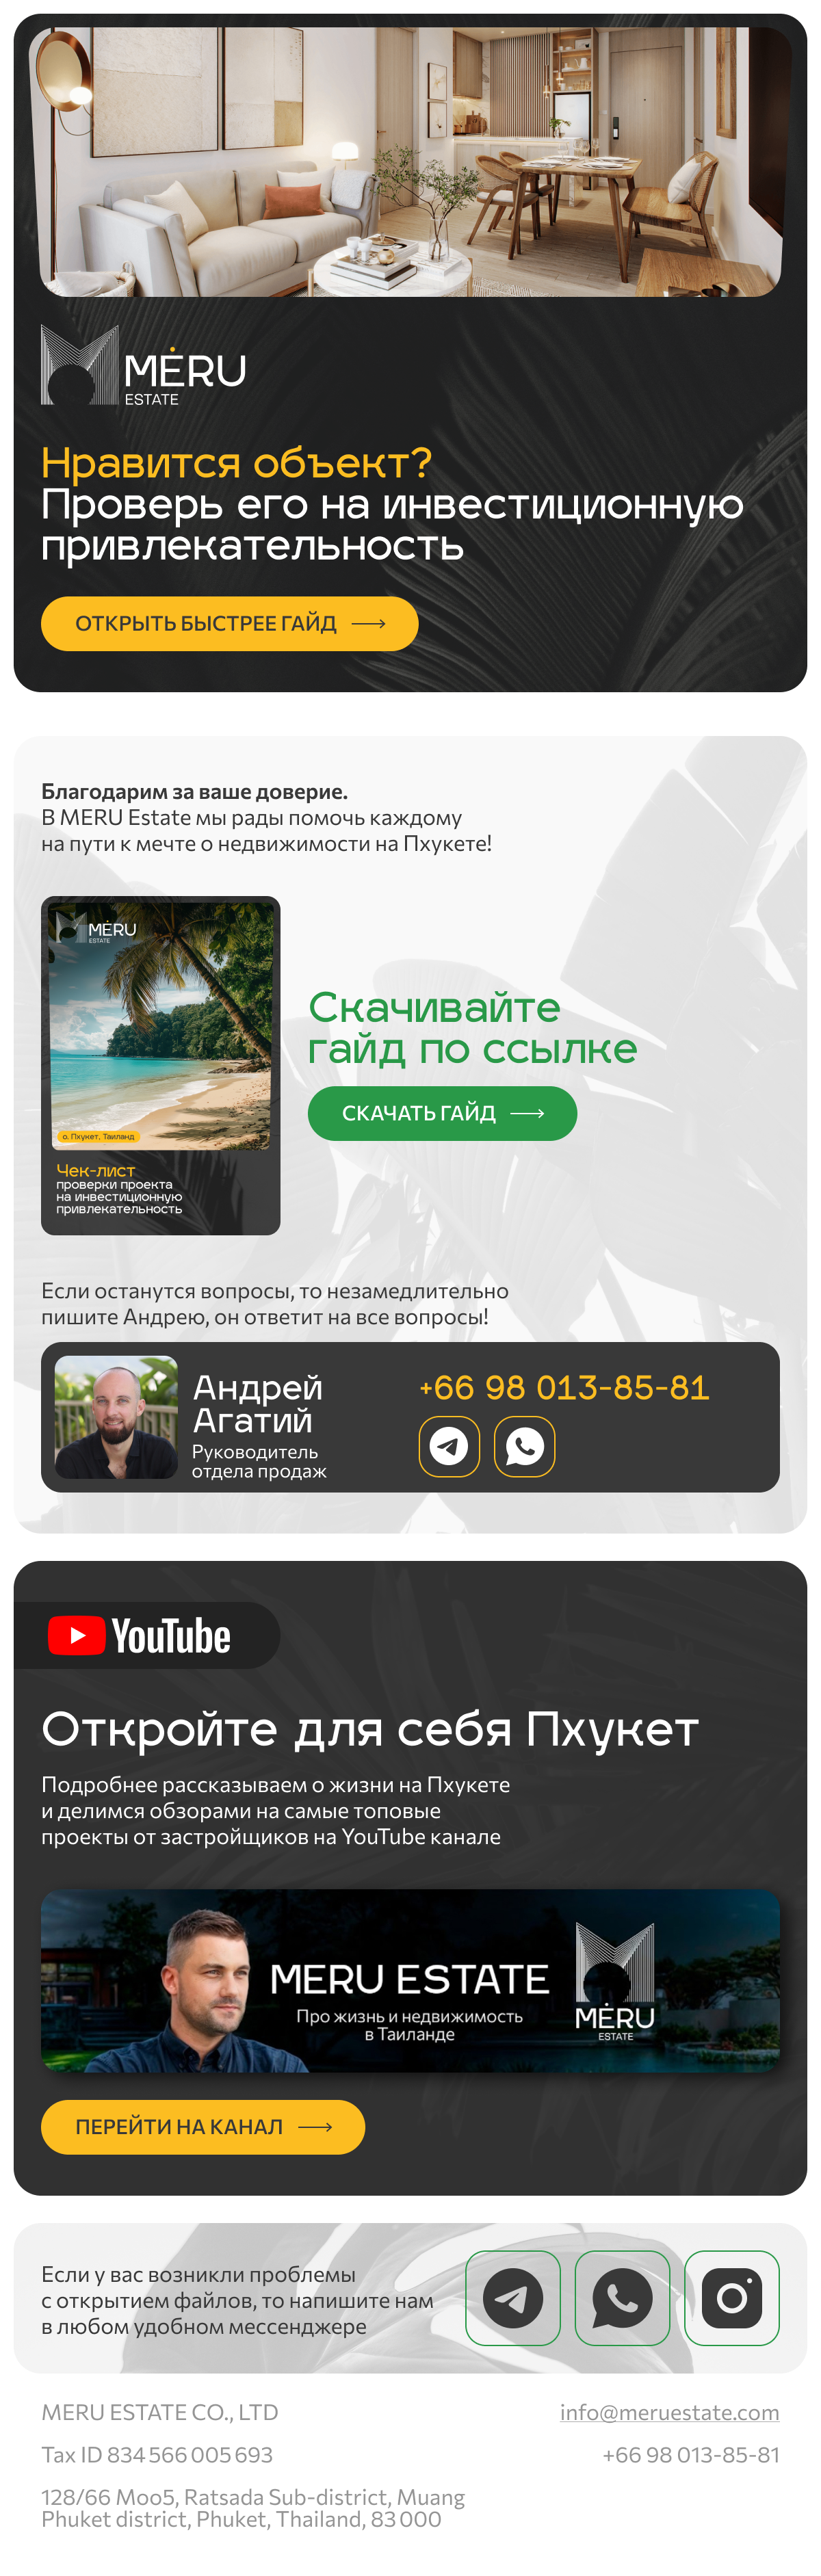 MERU
ESTATE
Нравится объект?
Проверь его на инвестиционную
привлекательность
ОТКРЫТЬ БЫСТРЕЕ ГАЙД
Благодарим за ваше доверие.
В MERU Estate мы рады помочь каждому
на пути к мечте о недвижимости на Пхукете!
MERU
ESTATE
о. Пхукет, Таиланд
Чек-лист
проверки проекта
на инвестиционную
привлекательность
Скачивайте
гайд по ссылке
СКАЧАТЬ ГАЙД
Если останутся вопросы, то незамедлительно
пишите Андрею, он ответит на все вопросы!
Андрей
Агатий
Руководитель
отдела продаж
+66 98 013-85-81
YouTube
Откройте для себя Пхукет
Подробнее рассказываем о жизни на Пхукете
и делимся обзорами на самые топовые
проекты от застройщиков на YouTube канале
MERU ESTATE
Про жизнь и недвижимость
в Таиланде
MERU
ESTATE
ПЕРЕЙТИ НА КАНАЛ
Если у вас возникли проблемы
с открытием файлов, то напишите нам
в любом удобном мессенджере
MERU ESTATE CO., LTD
info@meruestate.com
Tax ID 834 566 005 693
+66 98 013-85-81
128/66 Moo5, Ratsada Sub-district, Muang
Phuket district, Phuket, Thailand, 83 000